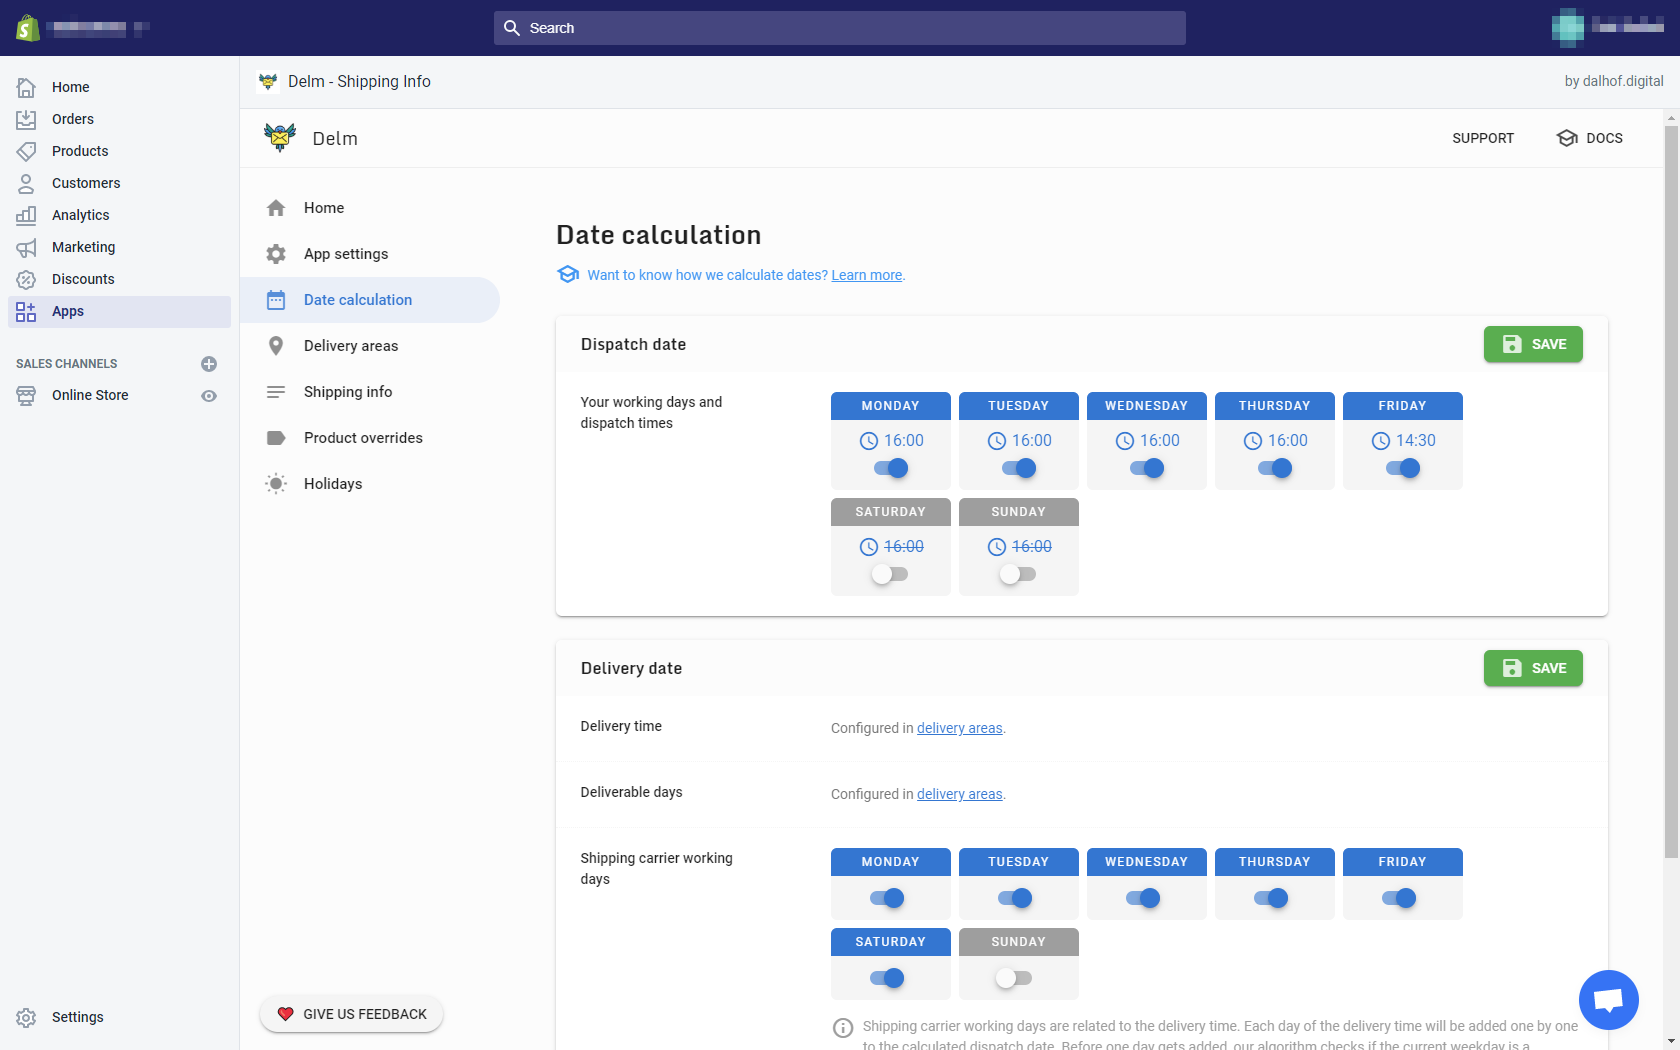 Search
Home
Orders
Products
Customers
Analytics
Marketing
Discounts
Apps
SALES CHANNELS
Online Store
Settings
Delm - Shipping Info
by dalhof.digital
Delm
SUPPORT
DOCS
Home
App settings
Date calculation
Delivery areas
Shipping info
Product overrides
Holidays
GIVE US FEEDBACK
Date calculation
Want to know how we calculate dates? Learn more.
Dispatch date
SAVE
Your working days and
dispatch times
MONDAY TUESDAY WEDNESDAY THURSDAY FRIDAY
16:00 16:00 16:00 16:00 14:30
SATURDAY SUNDAY
16:00 16:00
Delivery date
SAVE
Delivery time
Configured in delivery areas.
Deliverable days
Configured in delivery areas.
Shipping carrier working
days
MONDAY TUESDAY WEDNESDAY THURSDAY FRIDAY
SATURDAY SUNDAY
Shipping carrier working days are related to the delivery time. Each day of the delivery time will be added one by one
to the calculated dispatch date. Before one day gets added, our algorithm checks if the current weekday is a